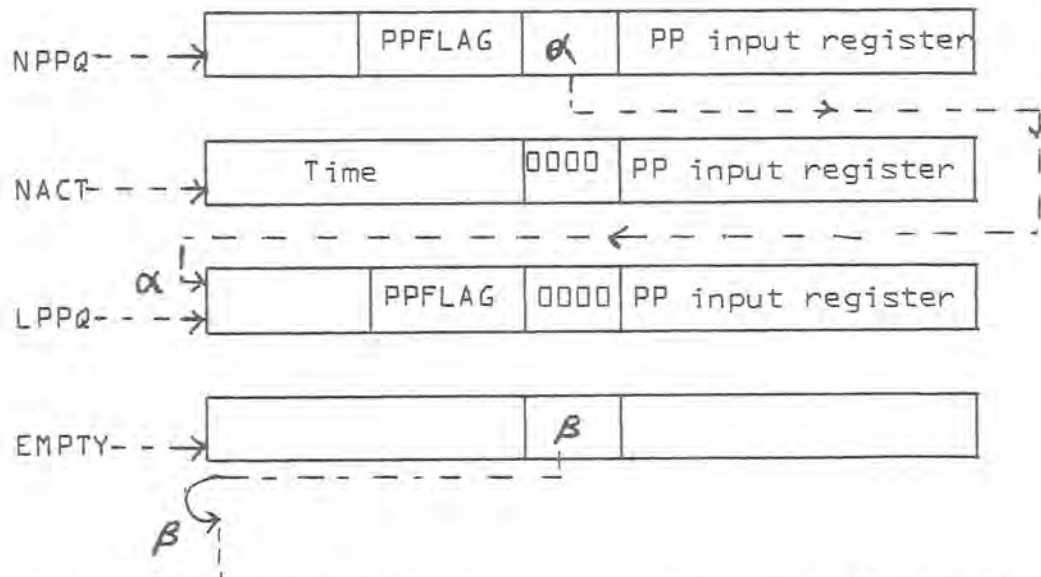 NPPQ PPFLAG α PP input register
NACT Time 0000 PP input register
α
LPPQ PPFLAG 0000 PP input register
EMPTY β
β